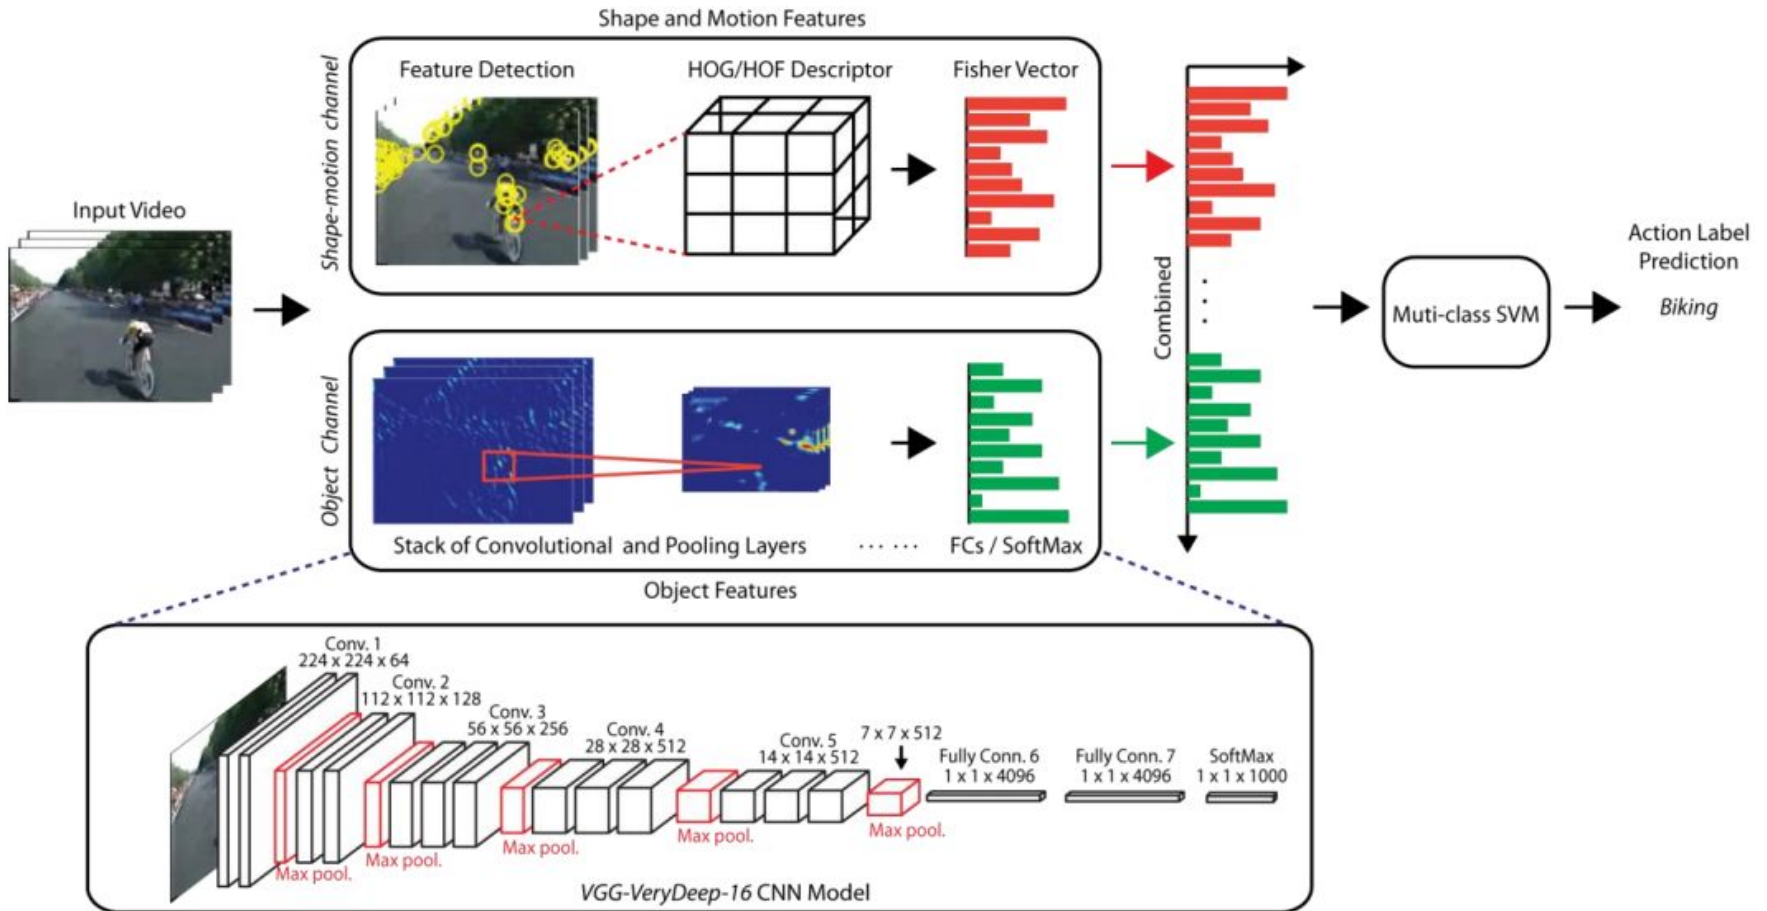 Shape and Motion Features
Shape-motion channel
Feature Detection
HOG/HOF Descriptor
Fisher Vector
Input Video
Combined
Muti-class SVM
Action Label
Prediction
Biking
Object Channel
Stack of Convolutional and Pooling Layers
... ...
FCs / SoftMax
Object Features
Conv. 1
224 x 224 x 64
Conv. 2
112 x 112 x 128
Conv. 3
56 x 56 x 256
Conv. 4
28 x 28 x 512
Conv. 5
14 x 14 x 512
7 x 7 x 512
Fully Conn. 6
1 x 1 x 4096
Fully Conn. 7
1 x 1 x 4096
SoftMax
1 x 1 x 1000
Max pool.
Max pool.
Max pool.
Max pool.
Max pool.
VGG-VeryDeep-16 CNN Model